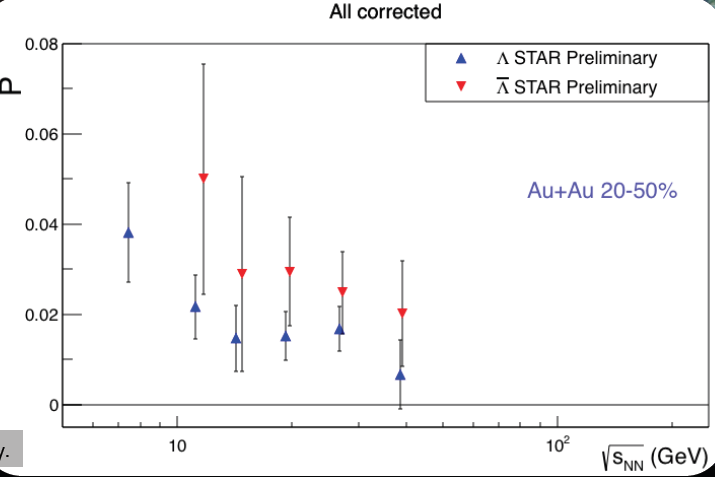 All corrected
P
0.08
0.06
0.04
0.02
0
Λ STAR Preliminary
Λ̅ STAR Preliminary
Au+Au 20-50%
10
10²
√sNN (GeV)
y.